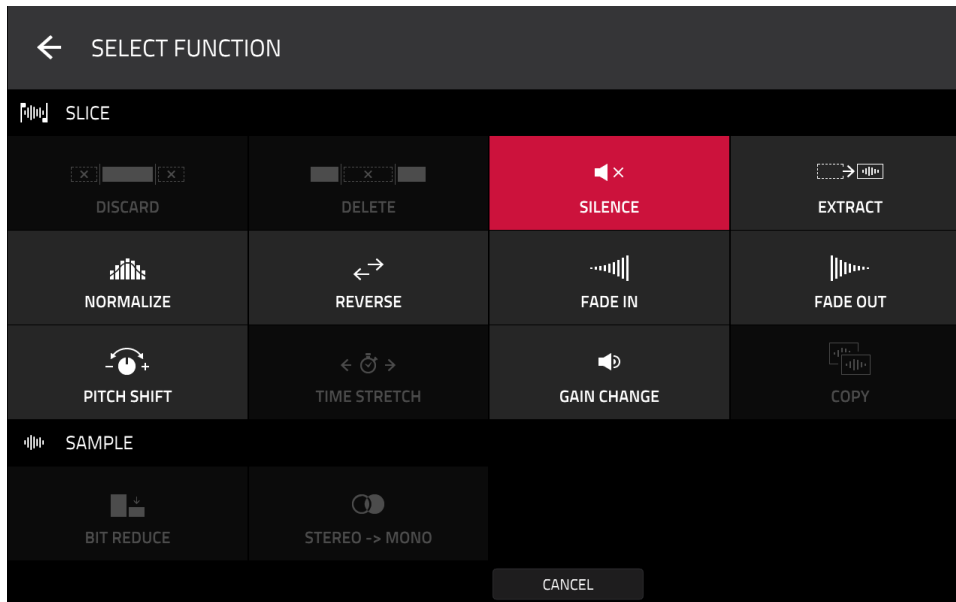 SELECT FUNCTION
SLICE
DISCARD
DELETE
SILENCE
EXTRACT
NORMALIZE
REVERSE
FADE IN
FADE OUT
PITCH SHIFT
TIME STRETCH
GAIN CHANGE
COPY
SAMPLE
BIT REDUCE
STEREO -> MONO
CANCEL